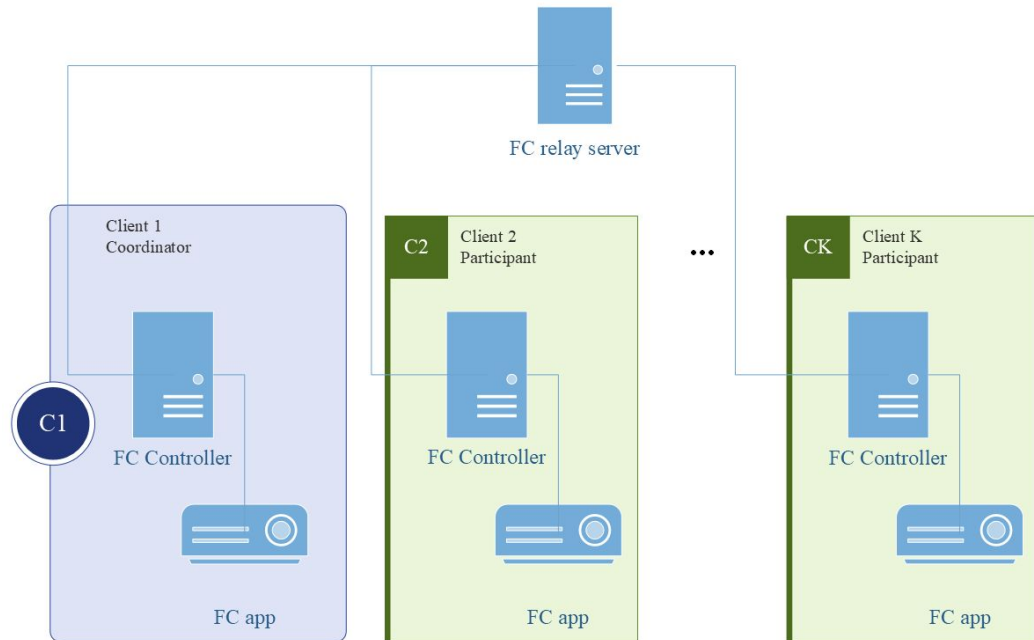 FC relay server
Client 1
Coordinator
C1
FC Controller
FC app
C2
Client 2
Participant
FC Controller
FC app
...
CK
Client K
Participant
FC Controller
FC app